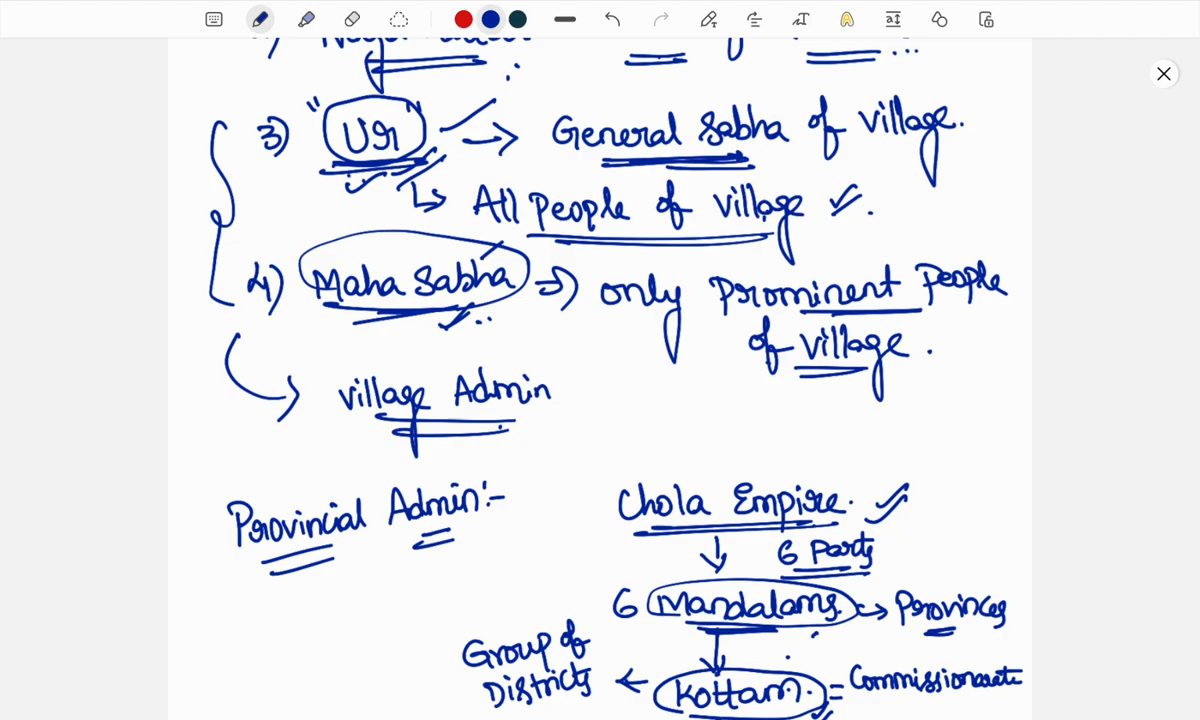 3) "Ur" → General Sabha of village.
↳ All People of village ✓.
4) Maha Sabha → only Prominent People
of village.
village Admin
Provincial Admin:-
Chola Empire.
6 Parts
6 Mandalams → Provinces
Group of
Districts ← Kottam. = Commissionerate